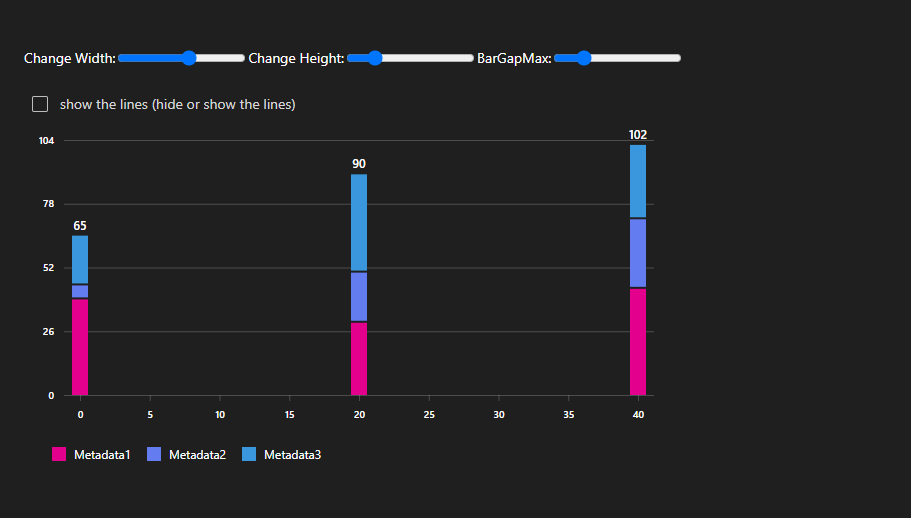 Change Width: Change Height: BarGapMax:
show the lines (hide or show the lines)
104
102
90
78
65
52
26
0
0 5 10 15 20 25 30 35 40
Metadata1 Metadata2 Metadata3